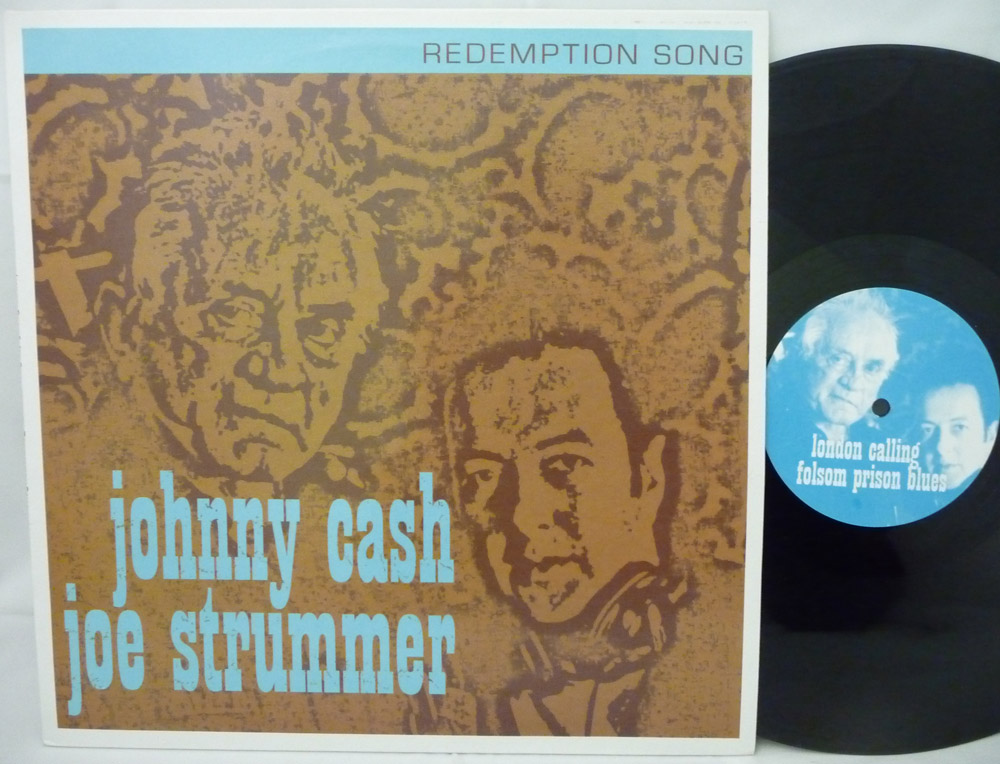 REDEMPTION SONG
johnny cash
joe strummer
london calling
folsom prison blues